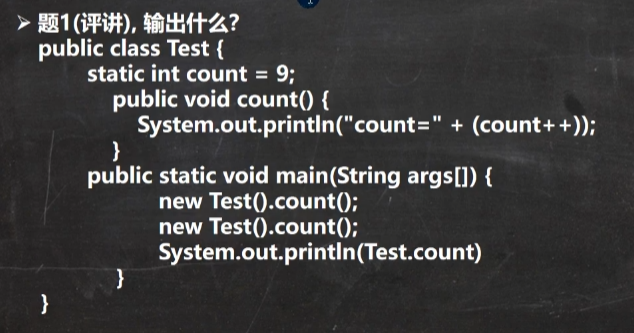 ➤ 题1(评讲), 输出什么?
public class Test {
static int count = 9;
public void count() {
System.out.println("count=" + (count++));
}
public static void main(String args[]) {
new Test().count();
new Test().count();
System.out.println(Test.count)
}
}